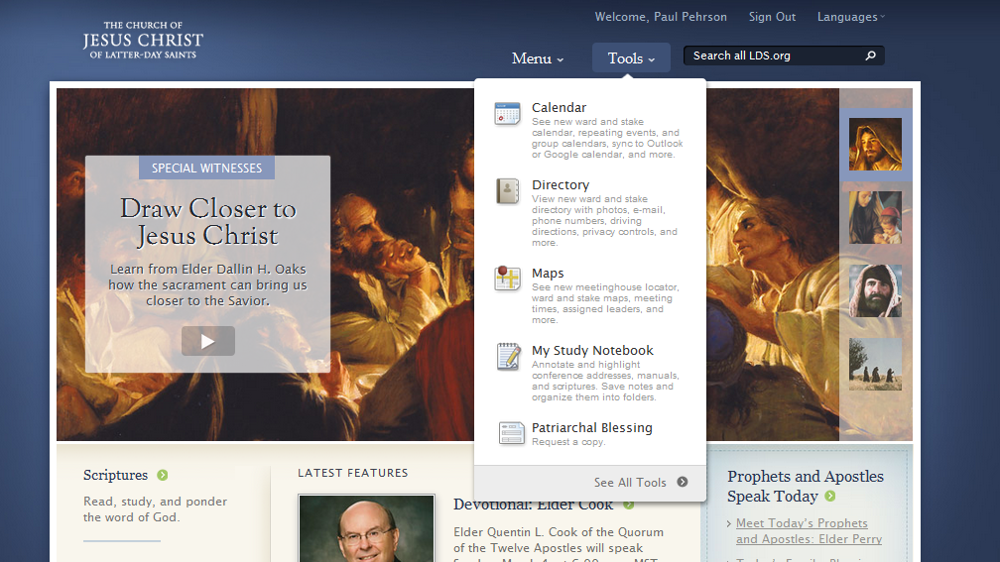 THE CHURCH OF
JESUS CHRIST
OF LATTER-DAY SAINTS
Welcome, Paul Pehrson
Sign Out
Languages
Menu
Tools
Search all LDS.org
SPECIAL WITNESSES
Draw Closer to
Jesus Christ
Learn from Elder Dallin H. Oaks
how the sacrament can bring us
closer to the Savior.
Calendar
See new ward and stake
calendar, repeating events, and
group calendars, sync to Outlook
or Google calendar, and more.
Directory
View new ward and stake
directory with photos, e-mail,
phone numbers, driving
directions, privacy controls, and
more.
Maps
See new meetinghouse locator,
ward and stake maps, meeting
times, assigned leaders, and
more.
My Study Notebook
Annotate and highlight
conference addresses, manuals,
and scriptures. Save notes and
organize them into folders.
Patriarchal Blessing
Request a copy.
See All Tools
Scriptures
Read, study, and ponder
the word of God.
LATEST FEATURES
Devotional: Elder Cook
Elder Quentin L. Cook of the Quorum
of the Twelve Apostles will speak
Prophets and Apostles
Speak Today
Meet Today's Prophets
and Apostles: Elder Perry